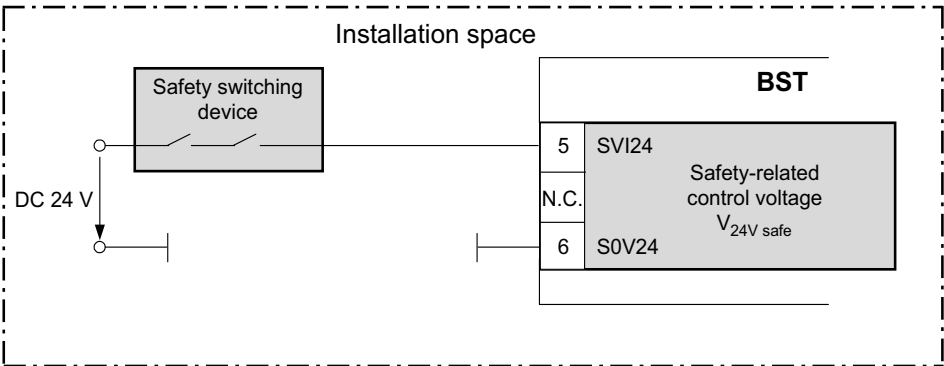 Installation space
Safety switching
device
BST
DC 24 V
5 SVI24
N.C.
6 S0V24
Safety-related
control voltage
V24V safe